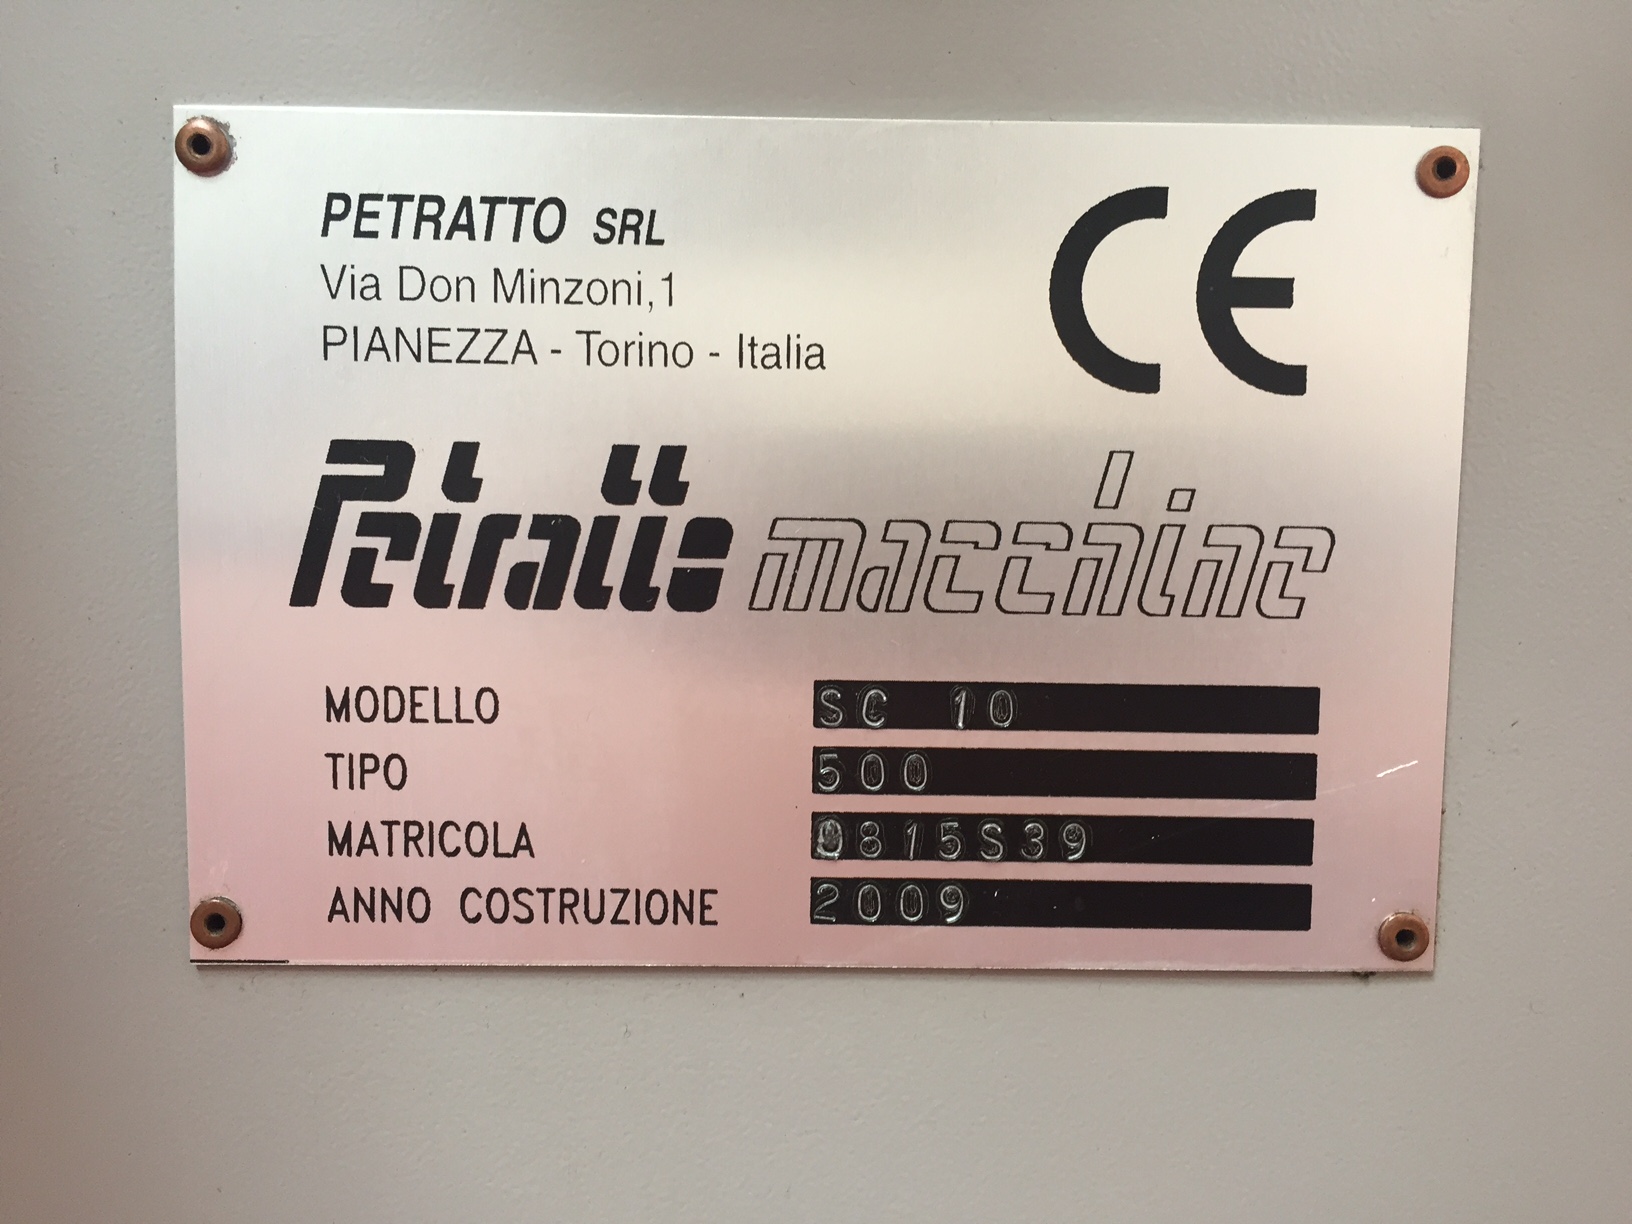 PETRATTO SRL
CE
Via Don Minzoni,1
PIANEZZA - Torino - Italia
Petratto macchine
MODELLO SC 10
TIPO 500
MATRICOLA 0815S39
ANNO COSTRUZIONE 2009